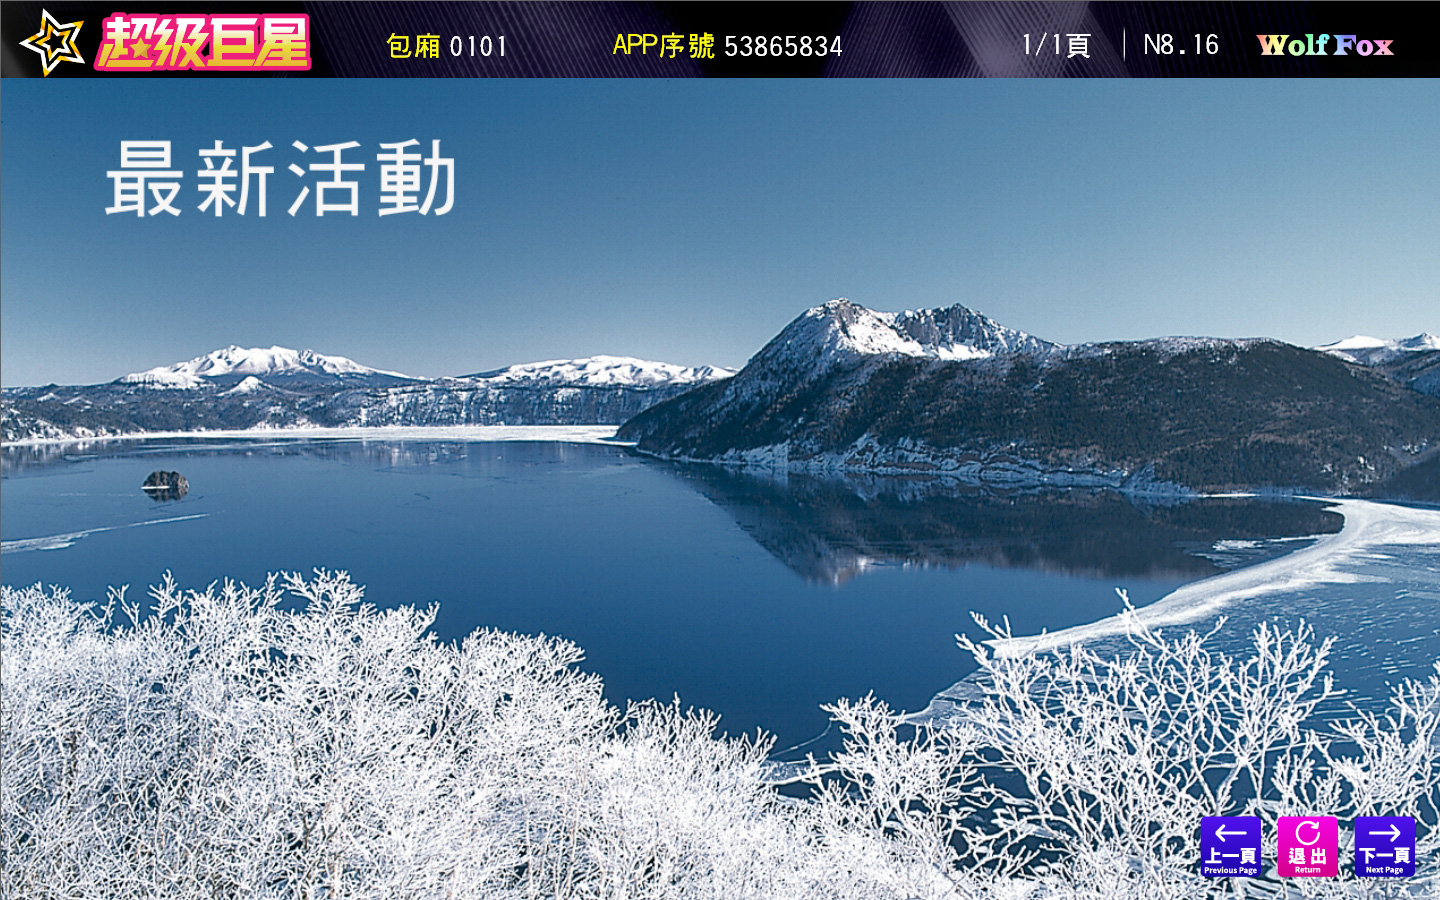 超级巨星 包廂 0101 APP序號 53865834 1/1頁 N8.16 Wolf Fox
最新活動
上一頁 退出 下一頁
Previous Page Return Next Page